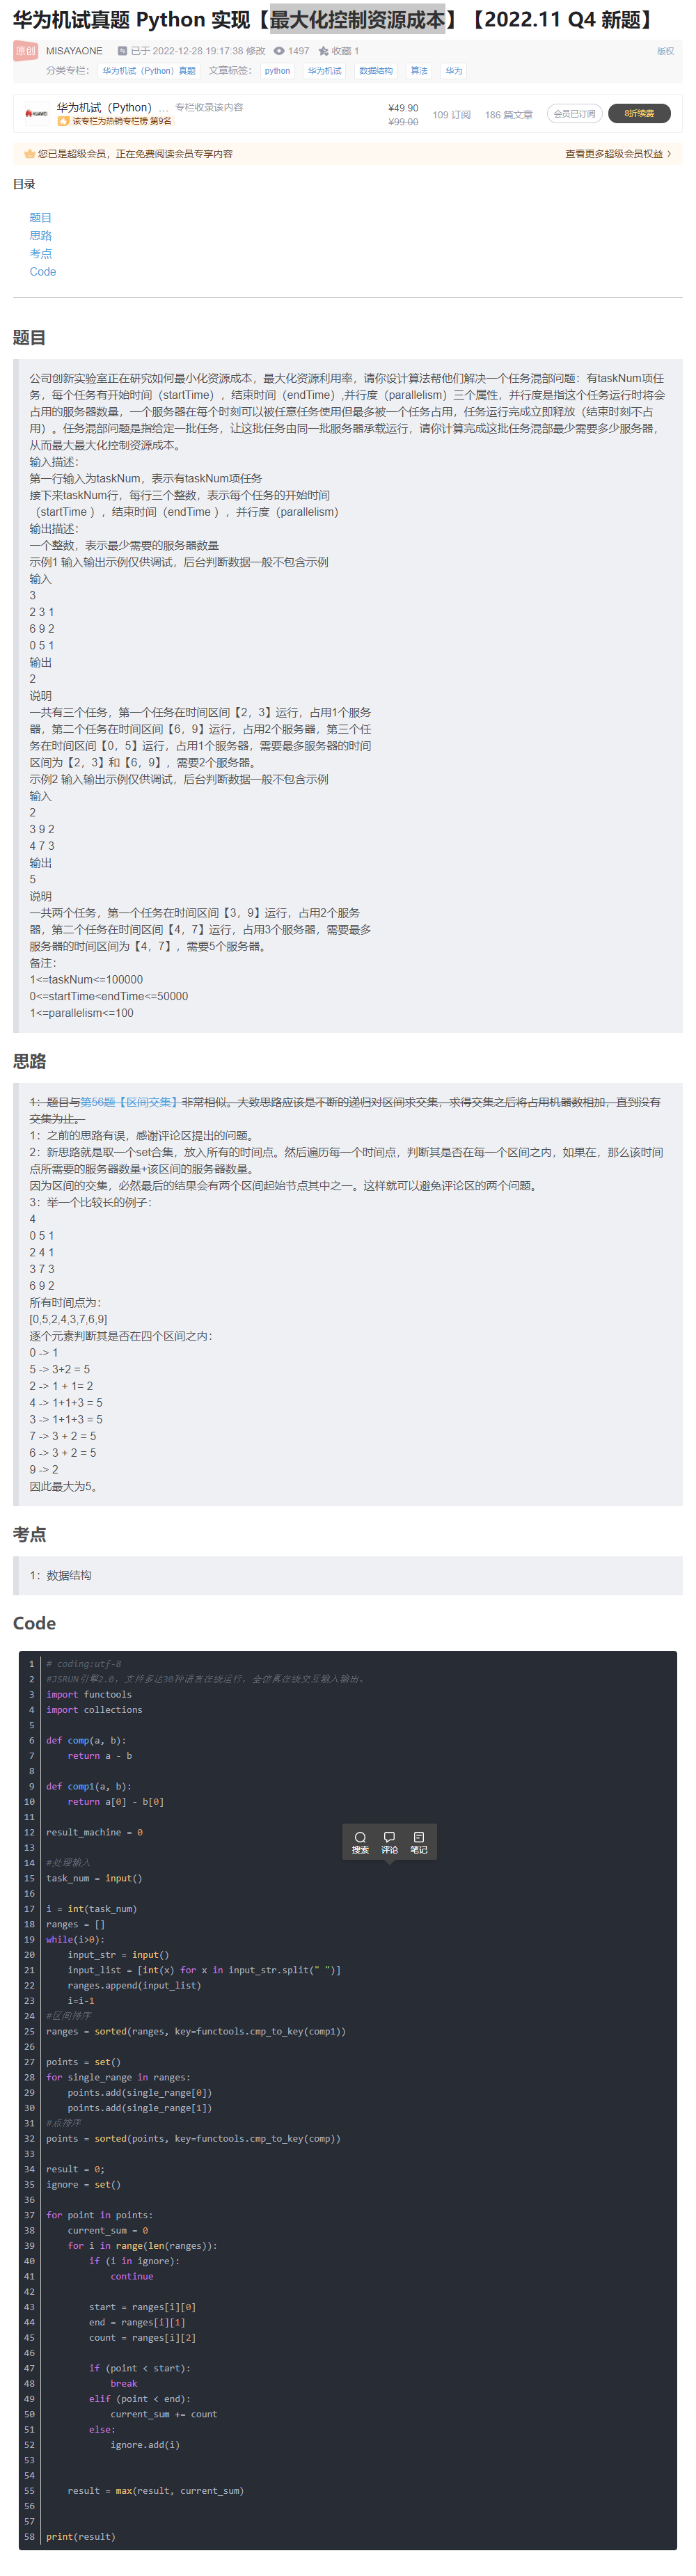 华为机试真题 Python 实现【最大化控制资源成本】【2022.11 Q4 新题】
原创
MISAYAONE 已于 2022-12-28 19:17:38 修改 1497 收藏 1 版权
分类专栏: 华为机试（Python）真题 文章标签: python 华为机试 数据结构 算法 华为
HUAWEI 华为机试（Python）... 专栏收录该内容
该专栏为热销专栏榜 第9名
¥49.90
¥99.00
109 订阅 186 篇文章 会员已订阅 8折续费
您已是超级会员，正在免费阅读会员专享内容 查看更多超级会员权益 >
目录
题目
思路
考点
Code
题目
公司创新实验室正在研究如何最小化资源成本，最大化资源利用率，请你设计算法帮他们解决一个任务混部问题：有taskNum项任
务，每个任务有开始时间（startTime），结束时间（endTime）,并行度（parallelism）三个属性，并行度是指这个任务运行时将会
占用的服务器数量，一个服务器在每个时刻可以被任意任务使用但最多被一个任务占用，任务运行完成立即释放（结束时刻不占
用）。任务混部问题是指给定一批任务，让这批任务由同一批服务器承载运行，请你计算完成这批任务混部最少需要多少服务器，
从而最大最大化控制资源成本。
输入描述：
第一行输入为taskNum，表示有taskNum项任务
接下来taskNum行，每行三个整数，表示每个任务的开始时间
（startTime ），结束时间（endTime ），并行度（parallelism）
输出描述：
一个整数，表示最少需要的服务器数量
示例1 输入输出示例仅供调试，后台判断数据一般不包含示例
输入
3
2 3 1
6 9 2
0 5 1
输出
2
说明
一共有三个任务，第一个任务在时间区间【2，3】运行，占用1个服务
器，第二个任务在时间区间【6，9】运行，占用2个服务器，第三个任
务在时间区间【0，5】运行，占用1个服务器，需要最多服务器的时间
区间为【2，3】和【6，9】，需要2个服务器。
示例2 输入输出示例仅供调试，后台判断数据一般不包含示例
输入
2
3 9 2
4 7 3
输出
5
说明
一共两个任务，第一个任务在时间区间【3，9】运行，占用2个服务
器，第二个任务在时间区间【4，7】运行，占用3个服务器，需要最多
服务器的时间区间为【4，7】，需要5个服务器。
备注：
1<=taskNum<=100000
0<=startTime<endTime<=50000
1<=parallelism<=100
思路
1：题目与第56题【区间交集】非常相似。大致思路应该是不断的递归对区间求交集，求得交集之后将占用机器数相加，直到没有
交集为止。
1：之前的思路有误，感谢评论区提出的问题。
2：新思路就是取一个set合集，放入所有的时间点。然后遍历每一个时间点，判断其是否在每一个区间之内，如果在，那么该时间
点所需要的服务器数量+该区间的服务器数量。
因为区间的交集，必然最后的结果会有两个区间起始节点其中之一。这样就可以避免评论区的两个问题。
3：举一个比较长的例子：
4
0 5 1
2 4 1
3 7 3
6 9 2
所有时间点为：
[0,5,2,4,3,7,6,9]
逐个元素判断其是否在四个区间之内：
0 -> 1
5 -> 3+2 = 5
2 -> 1 + 1= 2
4 -> 1+1+3 = 5
3 -> 1+1+3 = 5
7 -> 3 + 2 = 5
6 -> 3 + 2 = 5
9 -> 2
因此最大为5。
考点
1：数据结构
Code
1 # coding:utf-8
2 #JSRUN引擎2.0，支持多达30种语言在线运行，全仿真在线交互输入输出。
3 import functools
4 import collections
5
6 def comp(a, b):
7     return a - b
8
9 def comp1(a, b):
10     return a[0] - b[0]
11
12 result_machine = 0
13
搜索 评论 笔记
14 #处理输入
15 task_num = input()
16
17 i = int(task_num)
18 ranges = []
19 while(i>0):
20     input_str = input()
21     input_list = [int(x) for x in input_str.split(" ")]
22     ranges.append(input_list)
23     i=i-1
24 #区间排序
25 ranges = sorted(ranges, key=functools.cmp_to_key(comp1))
26
27 points = set()
28 for single_range in ranges:
29     points.add(single_range[0])
30     points.add(single_range[1])
31 #点排序
32 points = sorted(points, key=functools.cmp_to_key(comp))
33
34 result = 0;
35 ignore = set()
36
37 for point in points:
38     current_sum = 0
39     for i in range(len(ranges)):
40         if (i in ignore):
41             continue
42
43         start = ranges[i][0]
44         end = ranges[i][1]
45         count = ranges[i][2]
46
47         if (point < start):
48             break
49         elif (point < end):
50             current_sum += count
51         else:
52             ignore.add(i)
53
54
55     result = max(result, current_sum)
56
57
58 print(result)